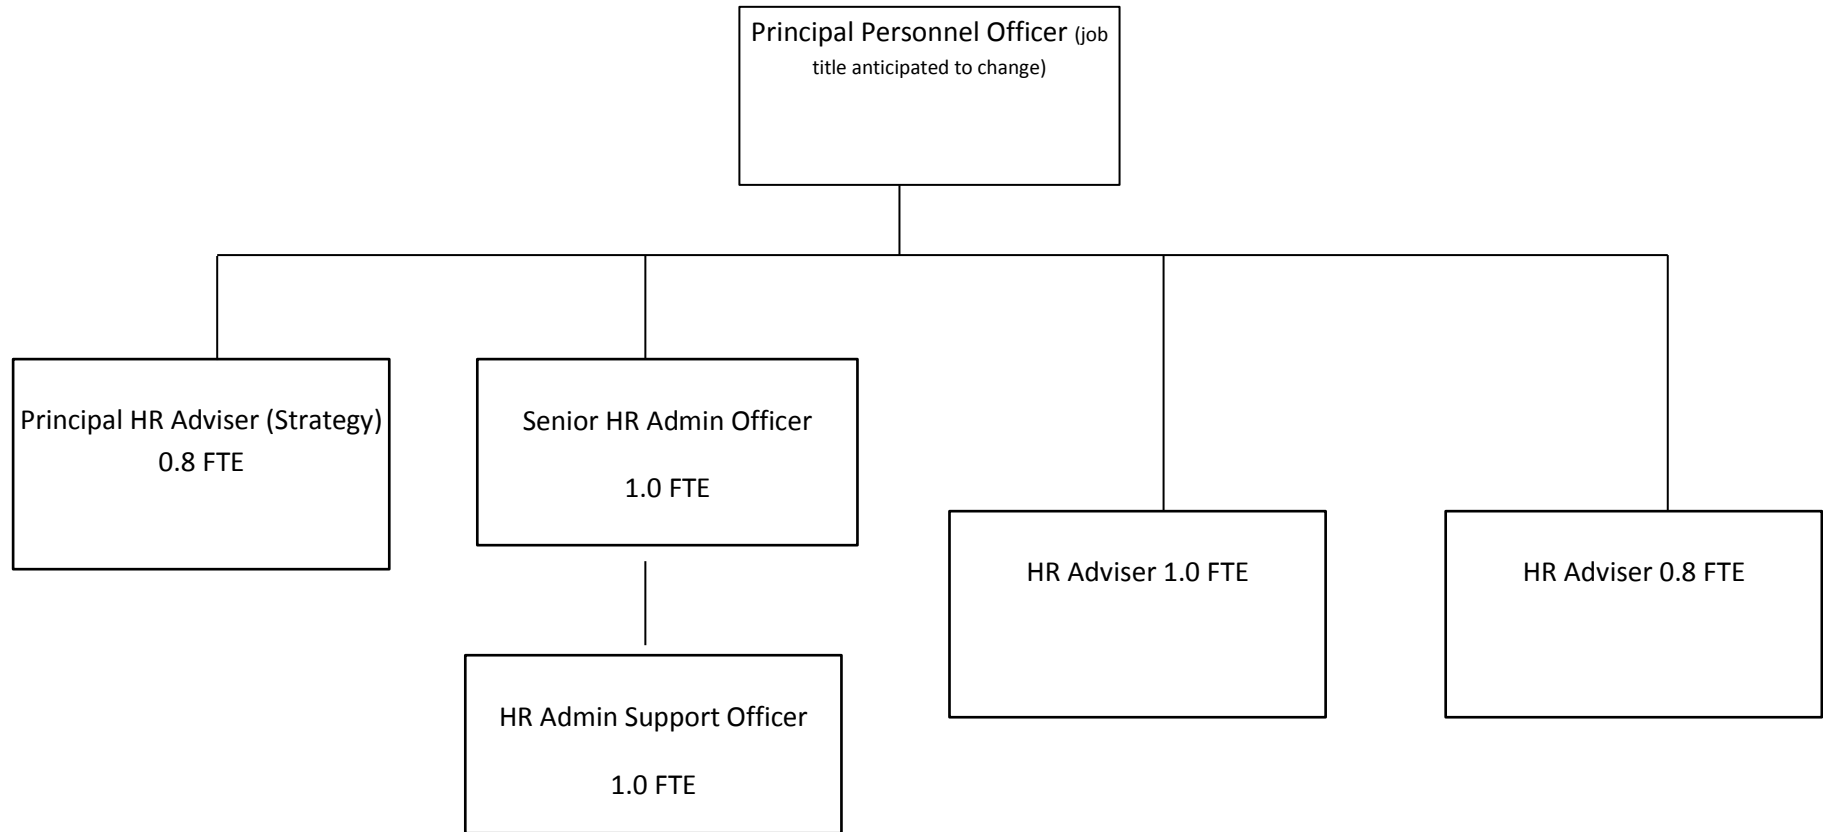 Principal Personnel Officer (job
title anticipated to change)
Principal HR Adviser (Strategy)
0.8 FTE
Senior HR Admin Officer
1.0 FTE
HR Adviser 1.0 FTE
HR Adviser 0.8 FTE
HR Admin Support Officer
1.0 FTE